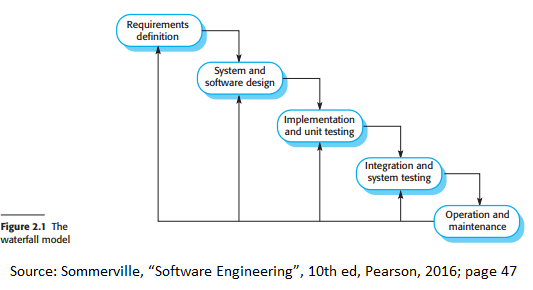 Requirements
definition
System and
software design
Implementation
and unit testing
Integration and
system testing
Operation and
maintenance
Figure 2.1 The
waterfall model
Source: Sommerville, “Software Engineering”, 10th ed, Pearson, 2016; page 47